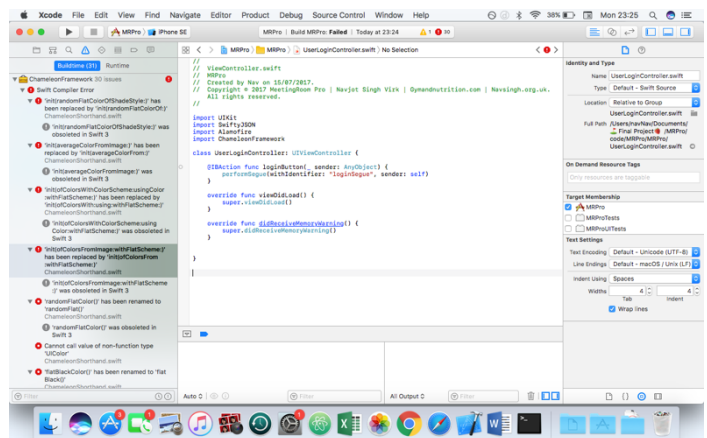 Xcode File Edit View Find Navigate Editor Product Debug Source Control Window Help 38% Mon 23:25
MRPro iPhone SE MRPro | Build MRPro: Failed | Today at 23:24 1 30
MRPro MRPro UserLoginController.swift No Selection
Buildtime (31) Runtime
ChameleonFramework 30 issues
Swift Compiler Error
'init(randomFlatColorOfShadeStyle:)' has
been replaced by 'init(randomFlatColorOf:)'
ChameleonShorthand.swift
'init(randomFlatColorOfShadeStyle:)' was
obsoleted in Swift 3
'init(averageColorFromImage:)' has been
replaced by 'init(averageColorFrom:)'
ChameleonShorthand.swift
'init(averageColorFromImage:)' was
obsoleted in Swift 3
'init(ofColorsWithColorScheme:usingColor
:withFlatScheme:)' has been replaced by
'init(ofColorsWith:using:withFlatScheme:)'
ChameleonShorthand.swift
'init(ofColorsWithColorScheme:using
Color:withFlatScheme:)' was obsoleted in
Swift 3
'init(ofColorsFromImage:withFlatScheme:)'
has been replaced by 'init(ofColorsFrom
:withFlatScheme:)'
ChameleonShorthand.swift
'init(ofColorsFromImage:withFlatScheme
:)' was obsoleted in Swift 3
'randomFlatColor()' has been renamed to
'randomFlat()'
ChameleonShorthand.swift
'randomFlatColor()' was obsoleted in
Swift 3
Cannot call value of non-function type
'UIColor'
ChameleonShorthand.swift
'flatBlackColor()' has been renamed to 'flat
Black()'
ChameleonShorthand.swift
Filter
//
// ViewController.swift
// MRPro
// Created by Nav on 15/07/2017.
// Copyright © 2017 MeetingRoom Pro | Navjot Singh Virk | Gymandnutrition.com | Navsingh.org.uk.
All rights reserved.
//
import UIKit
import SwiftyJSON
import Alamofire
import ChameleonFramework
class UserLoginController: UIViewController {
@IBAction func loginButton(_ sender: AnyObject) {
performSegue(withIdentifier: "loginSegue", sender: self)
}
override func viewDidLoad() {
super.viewDidLoad()
}
override func didReceiveMemoryWarning() {
super.didReceiveMemoryWarning()
}
}
Auto Filter All Output Filter
Identity and Type
Name UserLoginController.swift
Type Default - Swift Source
Location Relative to Group
UserLoginController.swift
Full Path /Users/navNav/Documents/
Final Project /MRPro/
code/MRPro/MRPro/
UserLoginController.swift
On Demand Resource Tags
Only resources are taggable
Target Membership
MRPro
MRProTests
MRProUITests
Text Settings
Text Encoding Default - Unicode (UTF-8)
Line Endings Default - macOS / Unix (LF)
Indent Using Spaces
Widths 4 4
Tab Indent
Wrap lines